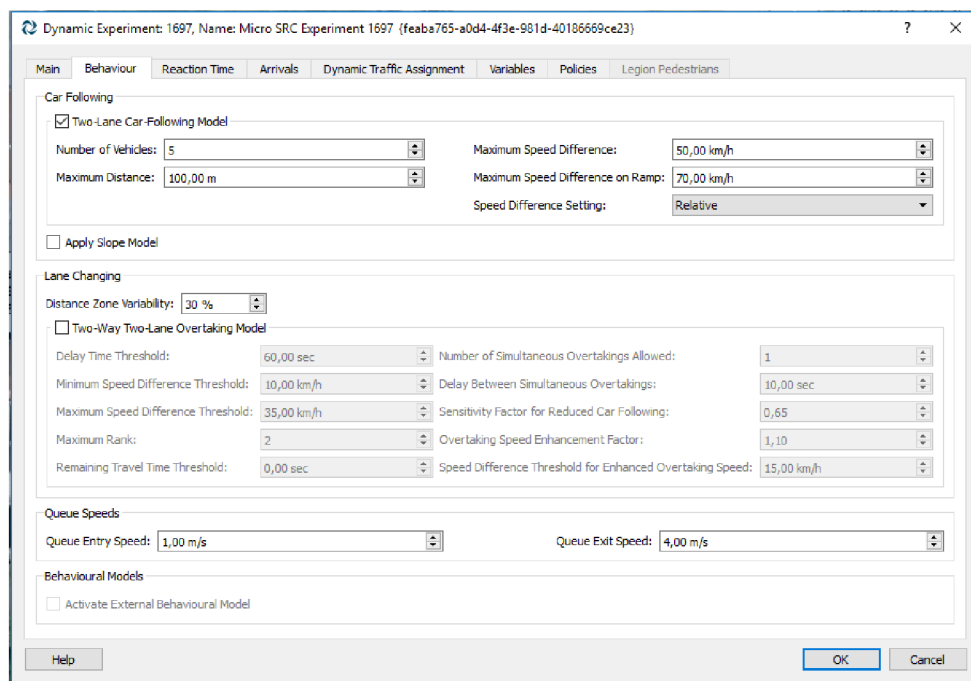 Dynamic Experiment: 1697, Name: Micro SRC Experiment 1697 {feaba765-a0d4-4f3e-981d-40186669ce23} ?
Main Behaviour Reaction Time Arrivals Dynamic Traffic Assignment Variables Policies Legion Pedestrians
Car Following
Two-Lane Car-Following Model
Number of Vehicles: 5 Maximum Speed Difference: 50,00 km/h
Maximum Distance: 100,00 m Maximum Speed Difference on Ramp: 70,00 km/h
Speed Difference Setting: Relative
Apply Slope Model
Lane Changing
Distance Zone Variability: 30 %
Two-Way Two-Lane Overtaking Model
Delay Time Threshold: 60,00 sec Number of Simultaneous Overtakings Allowed: 1
Minimum Speed Difference Threshold: 10,00 km/h Delay Between Simultaneous Overtakings: 10,00 sec
Maximum Speed Difference Threshold: 35,00 km/h Sensitivity Factor for Reduced Car Following: 0,65
Maximum Rank: 2 Overtaking Speed Enhancement Factor: 1,10
Remaining Travel Time Threshold: 0,00 sec Speed Difference Threshold for Enhanced Overtaking Speed: 15,00 km/h
Queue Speeds
Queue Entry Speed: 1,00 m/s Queue Exit Speed: 4,00 m/s
Behavioural Models
Activate External Behavioural Model
Help OK Cancel